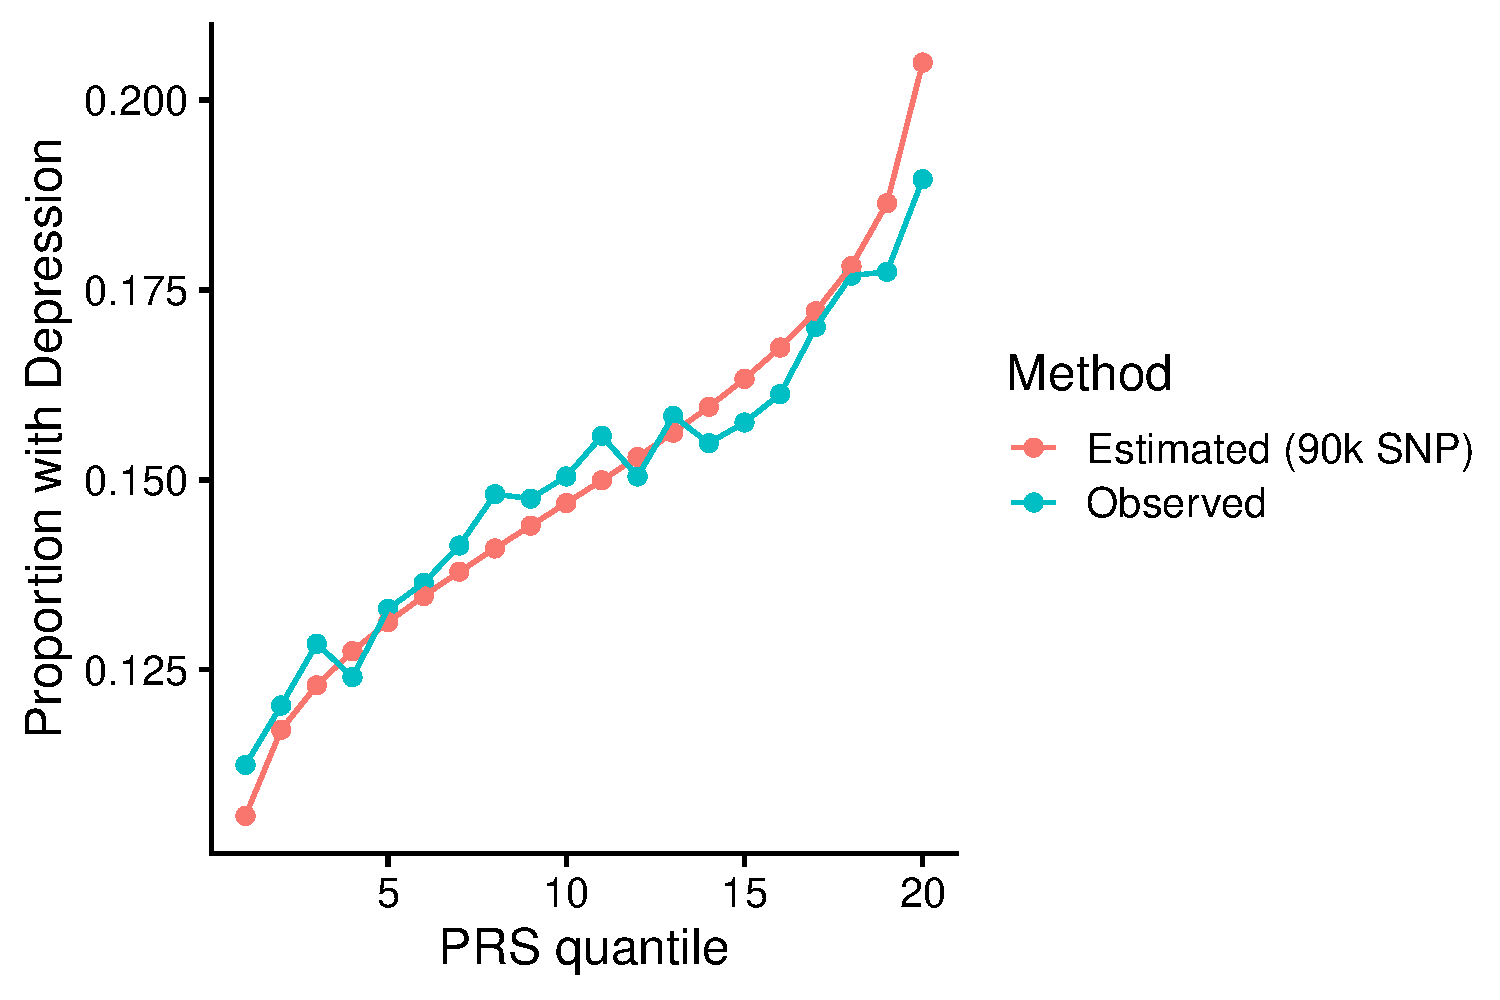 Proportion with Depression
0.200
0.175
0.150
0.125
5 10 15 20
PRS quantile
Method
Estimated (90k SNP)
Observed